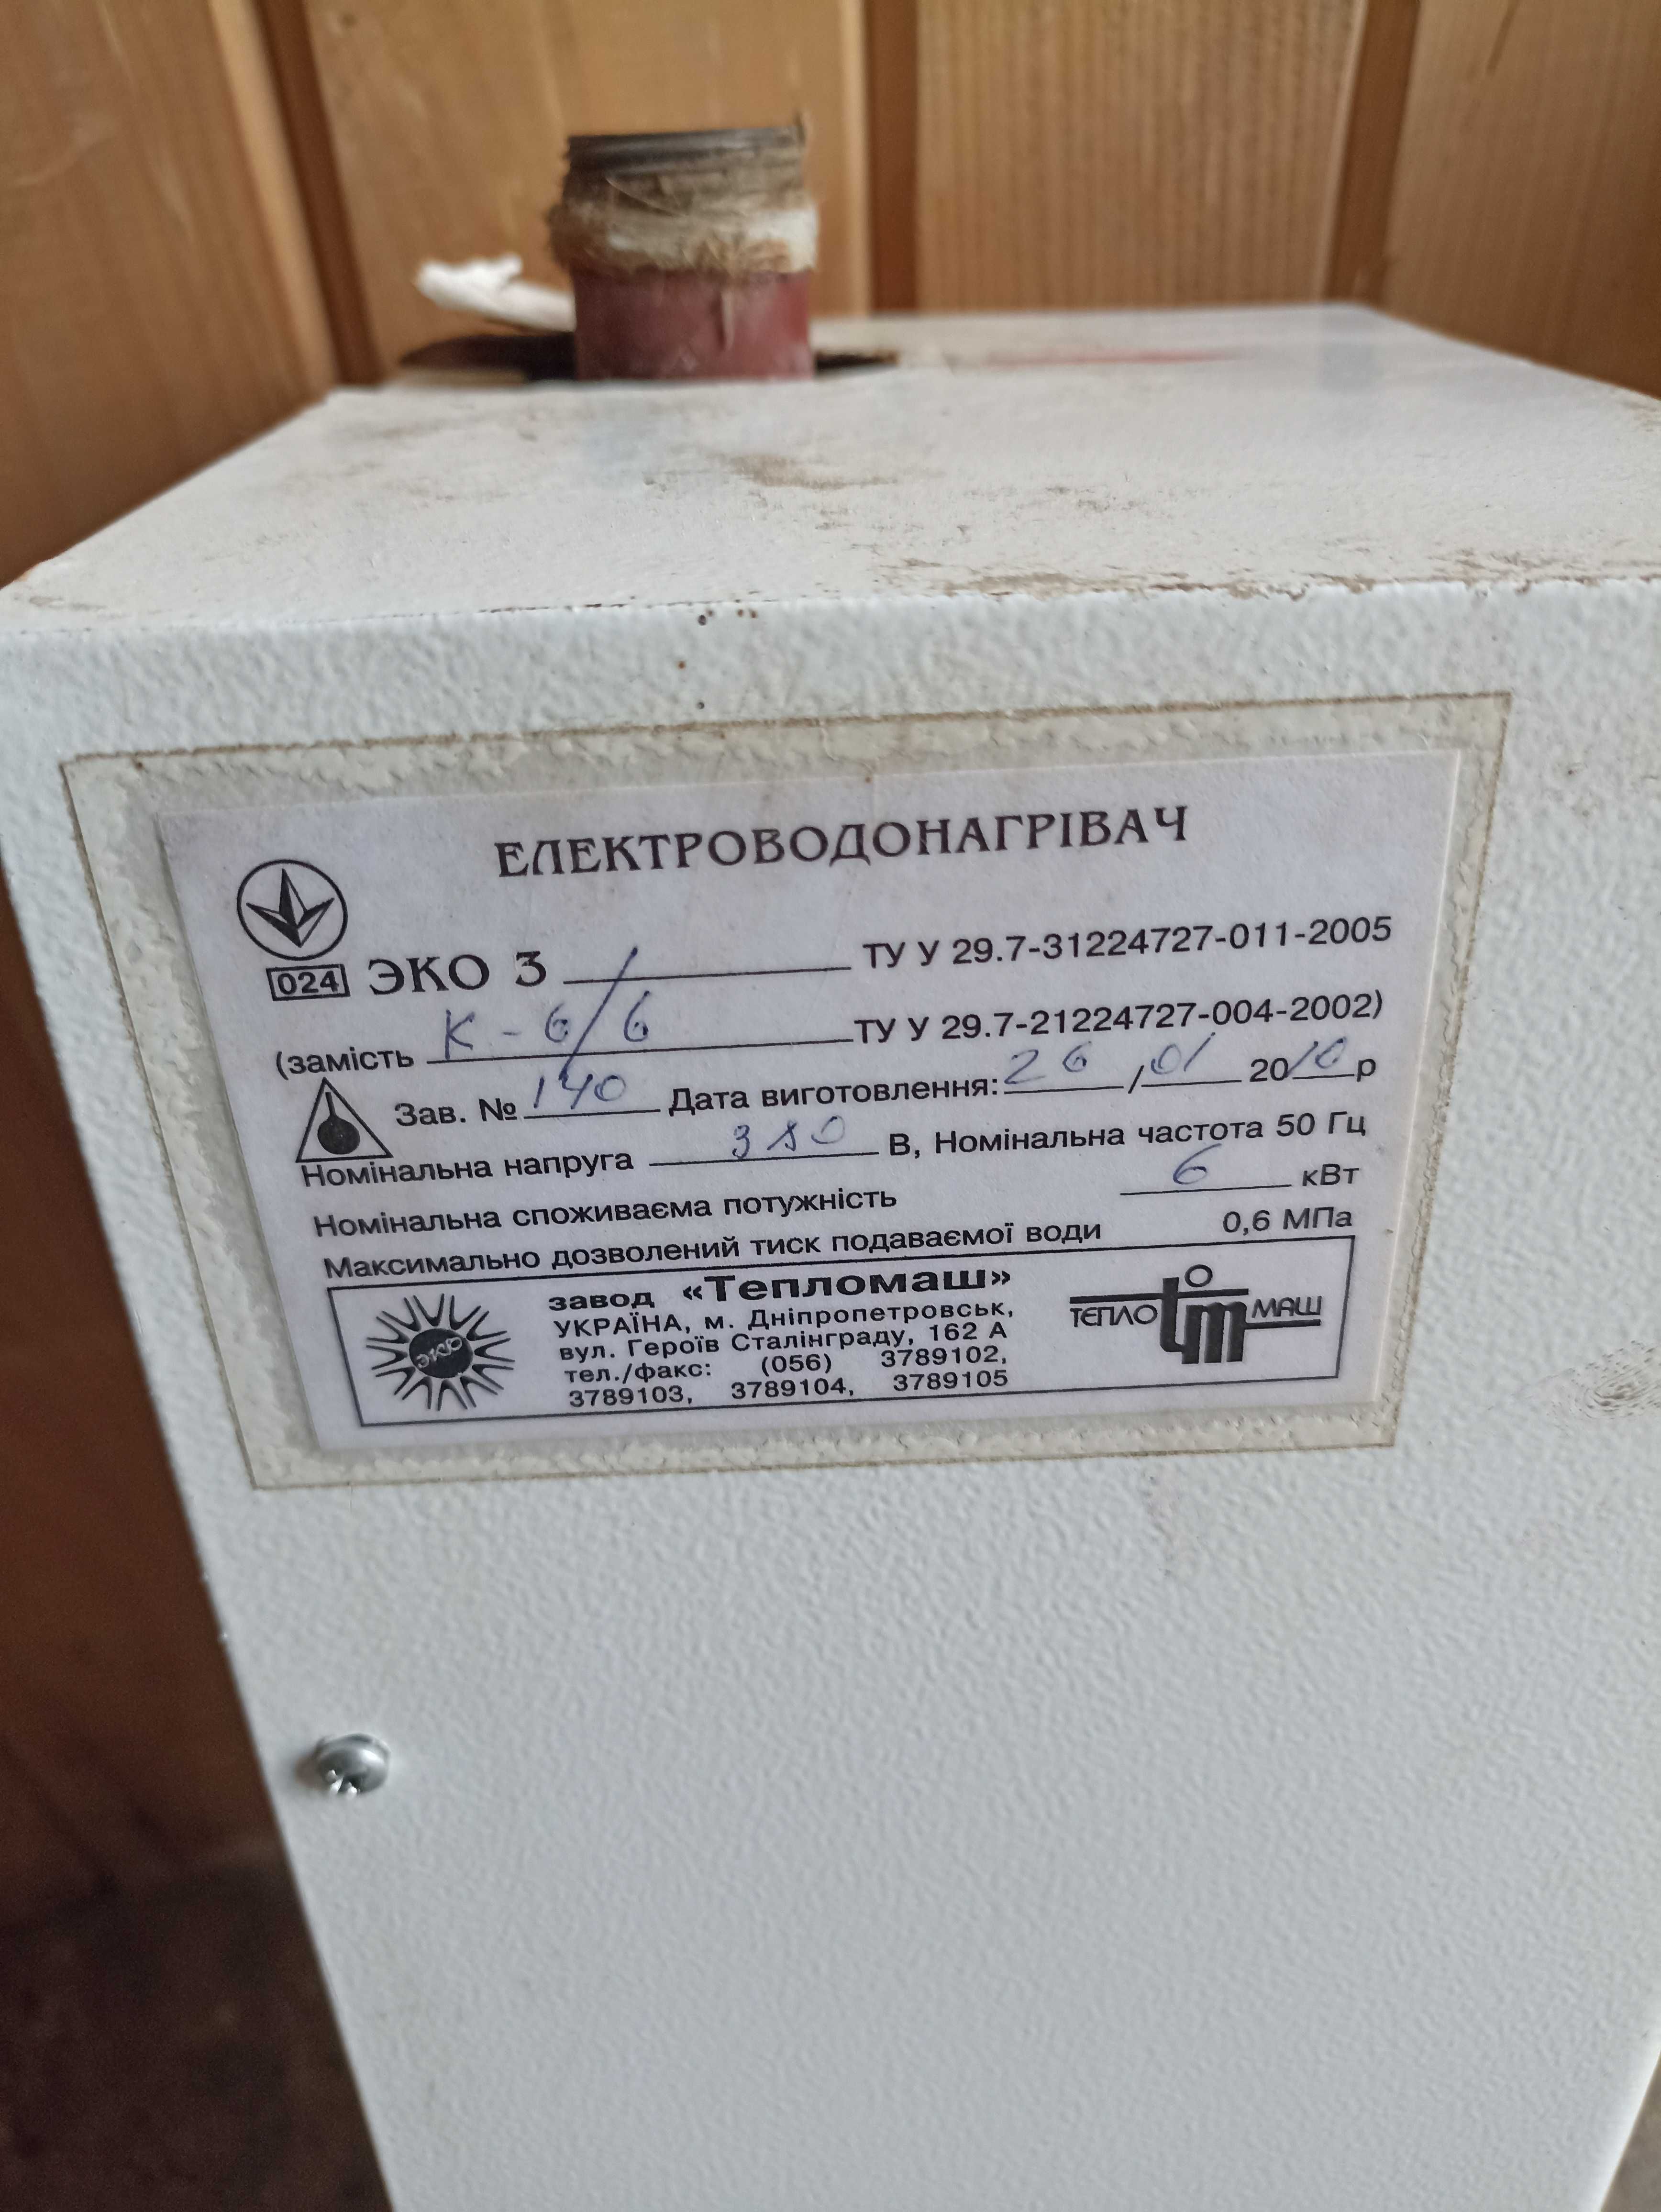 ЕЛЕКТРОВОДОНАГРІВАЧ
024 ЭКО 3 ТУ У 29.7-31224727-011-2005
(замість К-6/6 ТУ У 29.7-21224727-004-2002)
Зав. № 140 Дата виготовлення: 26/01 2010р
Номінальна напруга 380 В, Номінальна частота 50 Гц
Номінальна споживаєма потужність 6 кВт
Максимально дозволений тиск подаваємої води 0,6 МПа
эко
завод «Тепломаш»
УКРАЇНА, м. Дніпропетровськ,
вул. Героїв Сталінграду, 162 А
тел./факс: (056) 3789102,
3789103, 3789104, 3789105
ТЕПЛО тм МАШ